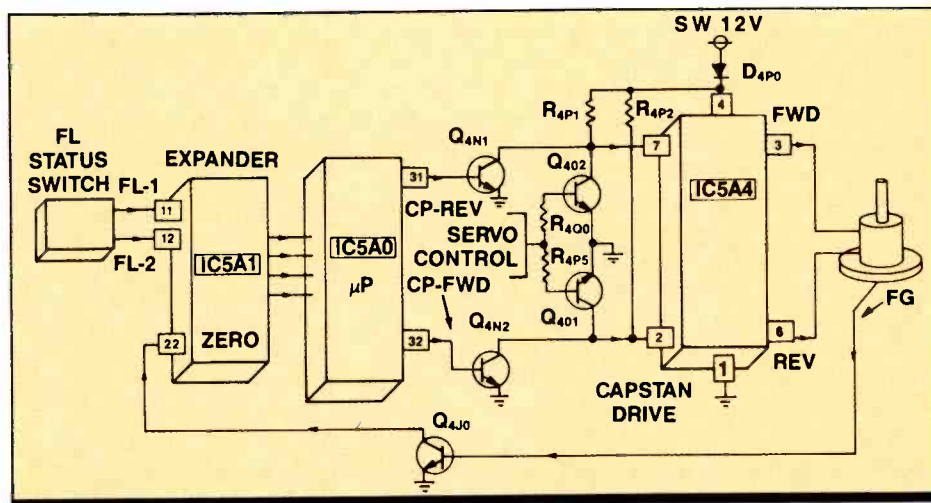 SW 12V
D4P0
R4P1
R4P2
4
FWD
3
FL
STATUS
SWITCH
FL-1
FL-2
EXPANDER
11
12
IC5A1
22
ZERO
IC5A0
μP
31
32
Q4N1
CP-REV
SERVO
CONTROL
CP-FWD
Q4N2
Q402
R4Q0
R4P5
Q401
7
IC5A4
2
1
6
REV
CAPSTAN
DRIVE
FG
Q4J0